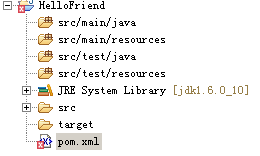 HelloFriend
src/main/java
src/main/resources
src/test/java
src/test/resources
JRE System Library [jdk1.6.0_10]
src
target
pom.xml